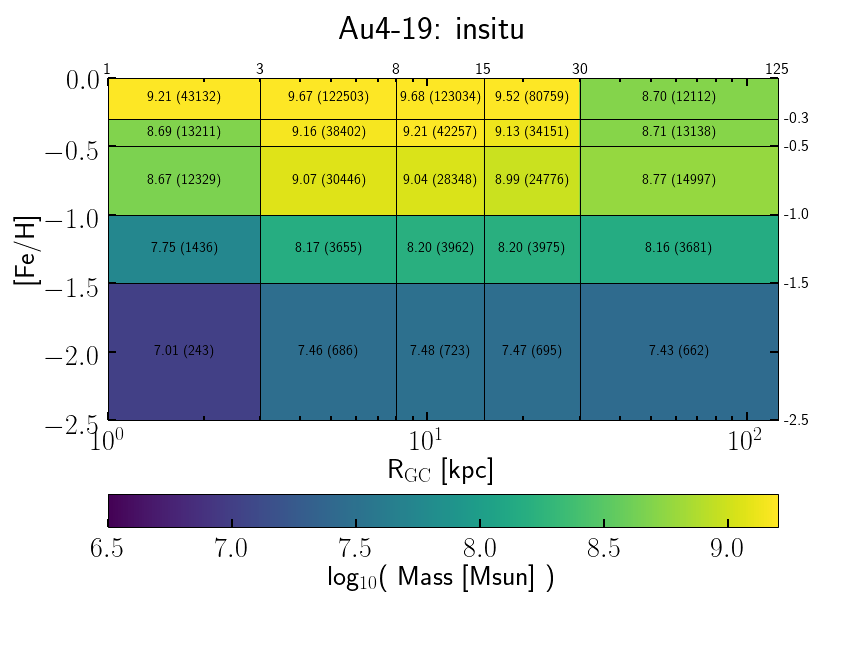 Au4-19: insitu
1 3 8 15 30 125
0.0 9.21 (43132) 9.67 (122503) 9.68 (123034) 9.52 (80759) 8.70 (12112)
-0.3
8.69 (13211) 9.16 (38402) 9.21 (42257) 9.13 (34151) 8.71 (13138)
−0.5 -0.5
8.67 (12329) 9.07 (30446) 9.04 (28348) 8.99 (24776) 8.77 (14997)
−1.0 -1.0
[Fe/H]
7.75 (1436) 8.17 (3655) 8.20 (3962) 8.20 (3975) 8.16 (3681)
−1.5 -1.5
−2.0 7.01 (243) 7.46 (686) 7.48 (723) 7.47 (695) 7.43 (662)
−2.5 -2.5
10⁰ 10¹ 10²
R_GC [kpc]
6.5 7.0 7.5 8.0 8.5 9.0
log₁₀( Mass [Msun] )